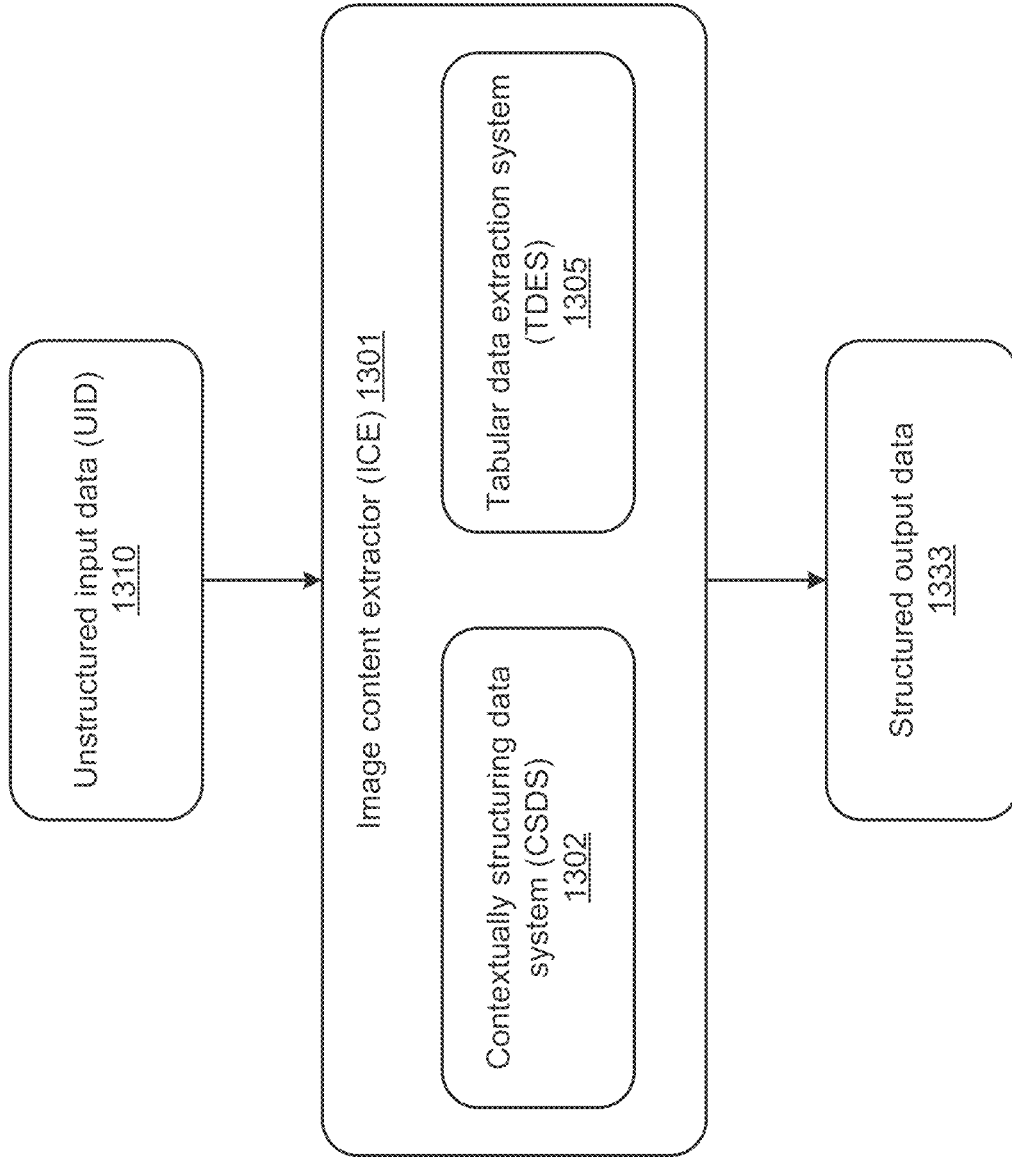 Unstructured input data (UID)
1310
Image content extractor (ICE) 1301
Contextually structuring data
system (CSDS)
1302
Tabular data extraction system
(TDES)
1305
Structured output data
1333